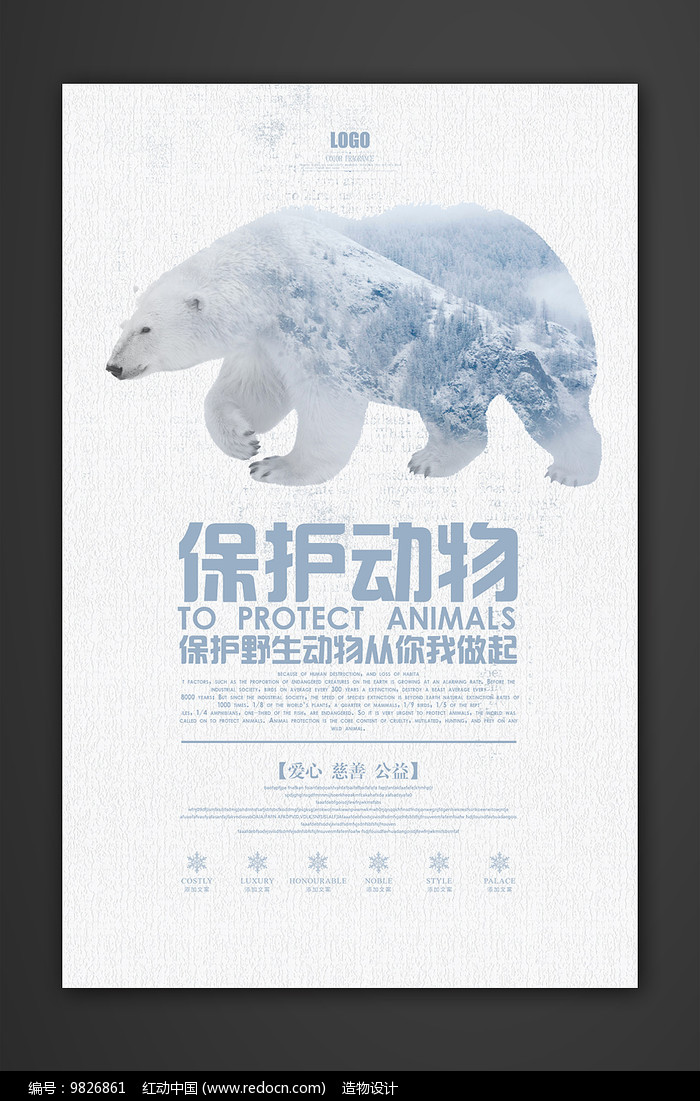 LOGO
COLOR FRAGRANCE
保护动物
TO PROTECT ANIMALS
保护野生动物从你我做起
BECAUSE OF HUMAN DESTRUCTION, AND LOSS OF HABITA
T FACTORS, SUCH AS THE PROPORTION OF ENDANGERED CREATURES ON THE EARTH IS GROWING AT AN ALARMING RATE. BEFORE THE
INDUSTRIAL SOCIETY, BIRDS ON AVERAGE EVERY 300 YEARS A EXTINCTION, DESTROY A BEAST AVERAGE EVERY
8000 YEARS! BUT SINCE THE INDUSTRIAL SOCIETY, THE SPEED OF SPECIES EXTINCTION IS BEYOND EARTH NATURAL EXTINCTION RATES OF
1000 TIMES. 1/8 OF THE WORLD'S PLANTS, A QUARTER OF MAMMALS, 1/9 BIRDS, 1/5 OF THE REPT
ILES, 1/4 AMPHIBIANS, ONE-THIRD OF THE FISH, ARE ENDANGERED. SO IT IS VERY URGENT TO PROTECT ANIMALS. THE WORLD WAS
CALLED ON TO PROTECT ANIMALS. ANIMAL PROTECTION IS THE CORE CONTENT OF CRUELTY, MUTILATED, HUNTING, AND PREY ON ANY
WILD ANIMAL.
【爱心 慈善 公益】
COSTLY LUXURY HONOURABLE NOBLE STYLE PALACE
添加文案 添加文案 添加文案 添加文案 添加文案 添加文案
编号：9826861 红动中国 (www.redocn.com) 造物设计